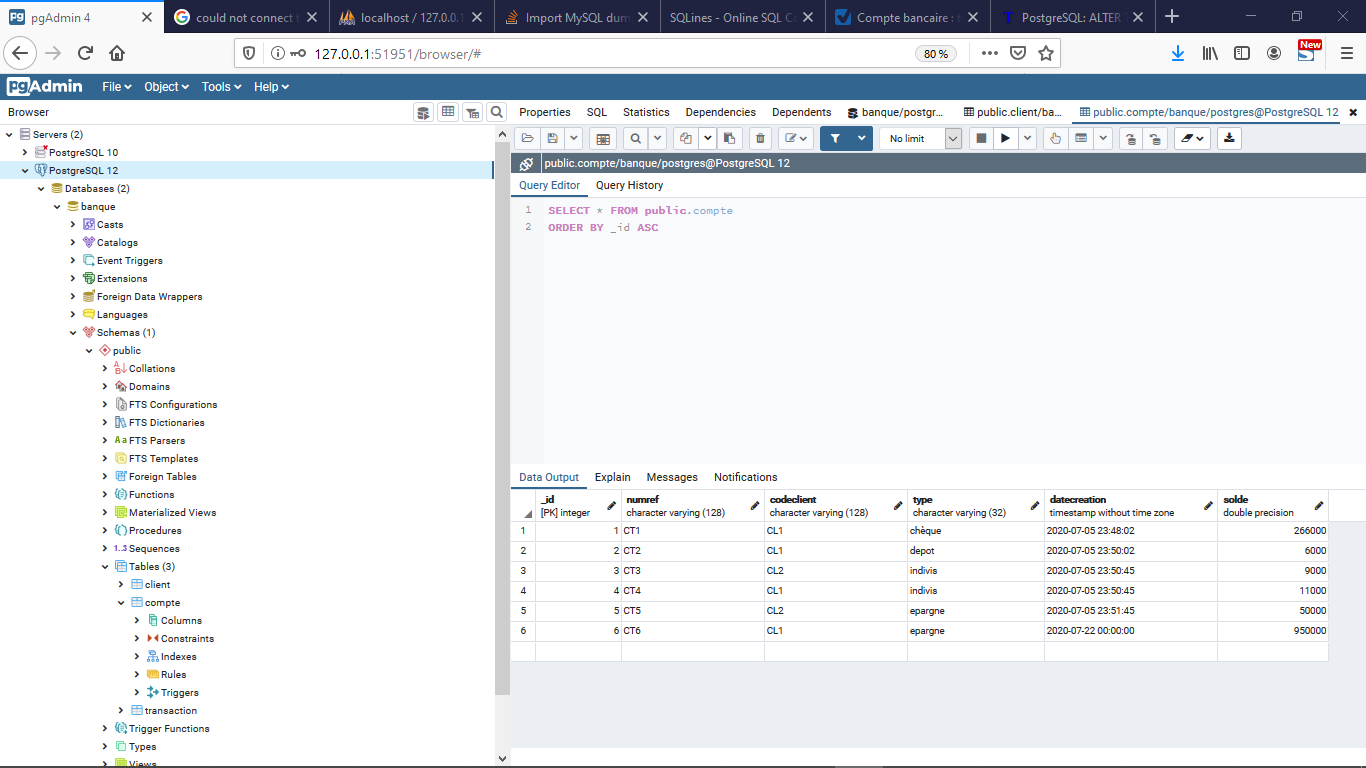 pgAdmin 4
could not connect t
localhost / 127.0.0.1
Import MySQL dum
SQLines - Online SQL C
Compte bancaire : t
PostgreSQL: ALTER
127.0.0.1:51951/browser/#
80 %
New
pgAdmin
File
Object
Tools
Help
Browser
Properties
SQL
Statistics
Dependencies
Dependents
banque/postgr...
public.client/ba...
public.compte/banque/postgres@PostgreSQL 12
No limit
public.compte/banque/postgres@PostgreSQL 12
Query Editor
Query History
1 SELECT * FROM public.compte
2 ORDER BY _id ASC
Servers (2)
PostgreSQL 10
PostgreSQL 12
Databases (2)
banque
Casts
Catalogs
Event Triggers
Extensions
Foreign Data Wrappers
Languages
Schemas (1)
public
Collations
Domains
FTS Configurations
FTS Dictionaries
FTS Parsers
FTS Templates
Foreign Tables
Functions
Materialized Views
Procedures
Sequences
Tables (3)
client
compte
Columns
Constraints
Indexes
Rules
Triggers
transaction
Trigger Functions
Types
Views
Data Output
Explain
Messages
Notifications
_id [PK] integer
numref character varying (128)
codeclient character varying (128)
type character varying (32)
datecreation timestamp without time zone
solde double precision
1 1 CT1 CL1 chèque 2020-07-05 23:48:02 266000
2 2 CT2 CL1 depot 2020-07-05 23:50:02 6000
3 3 CT3 CL2 indivis 2020-07-05 23:50:45 9000
4 4 CT4 CL1 indivis 2020-07-05 23:50:45 11000
5 5 CT5 CL2 epargne 2020-07-05 23:51:45 50000
6 6 CT6 CL1 epargne 2020-07-22 00:00:00 950000